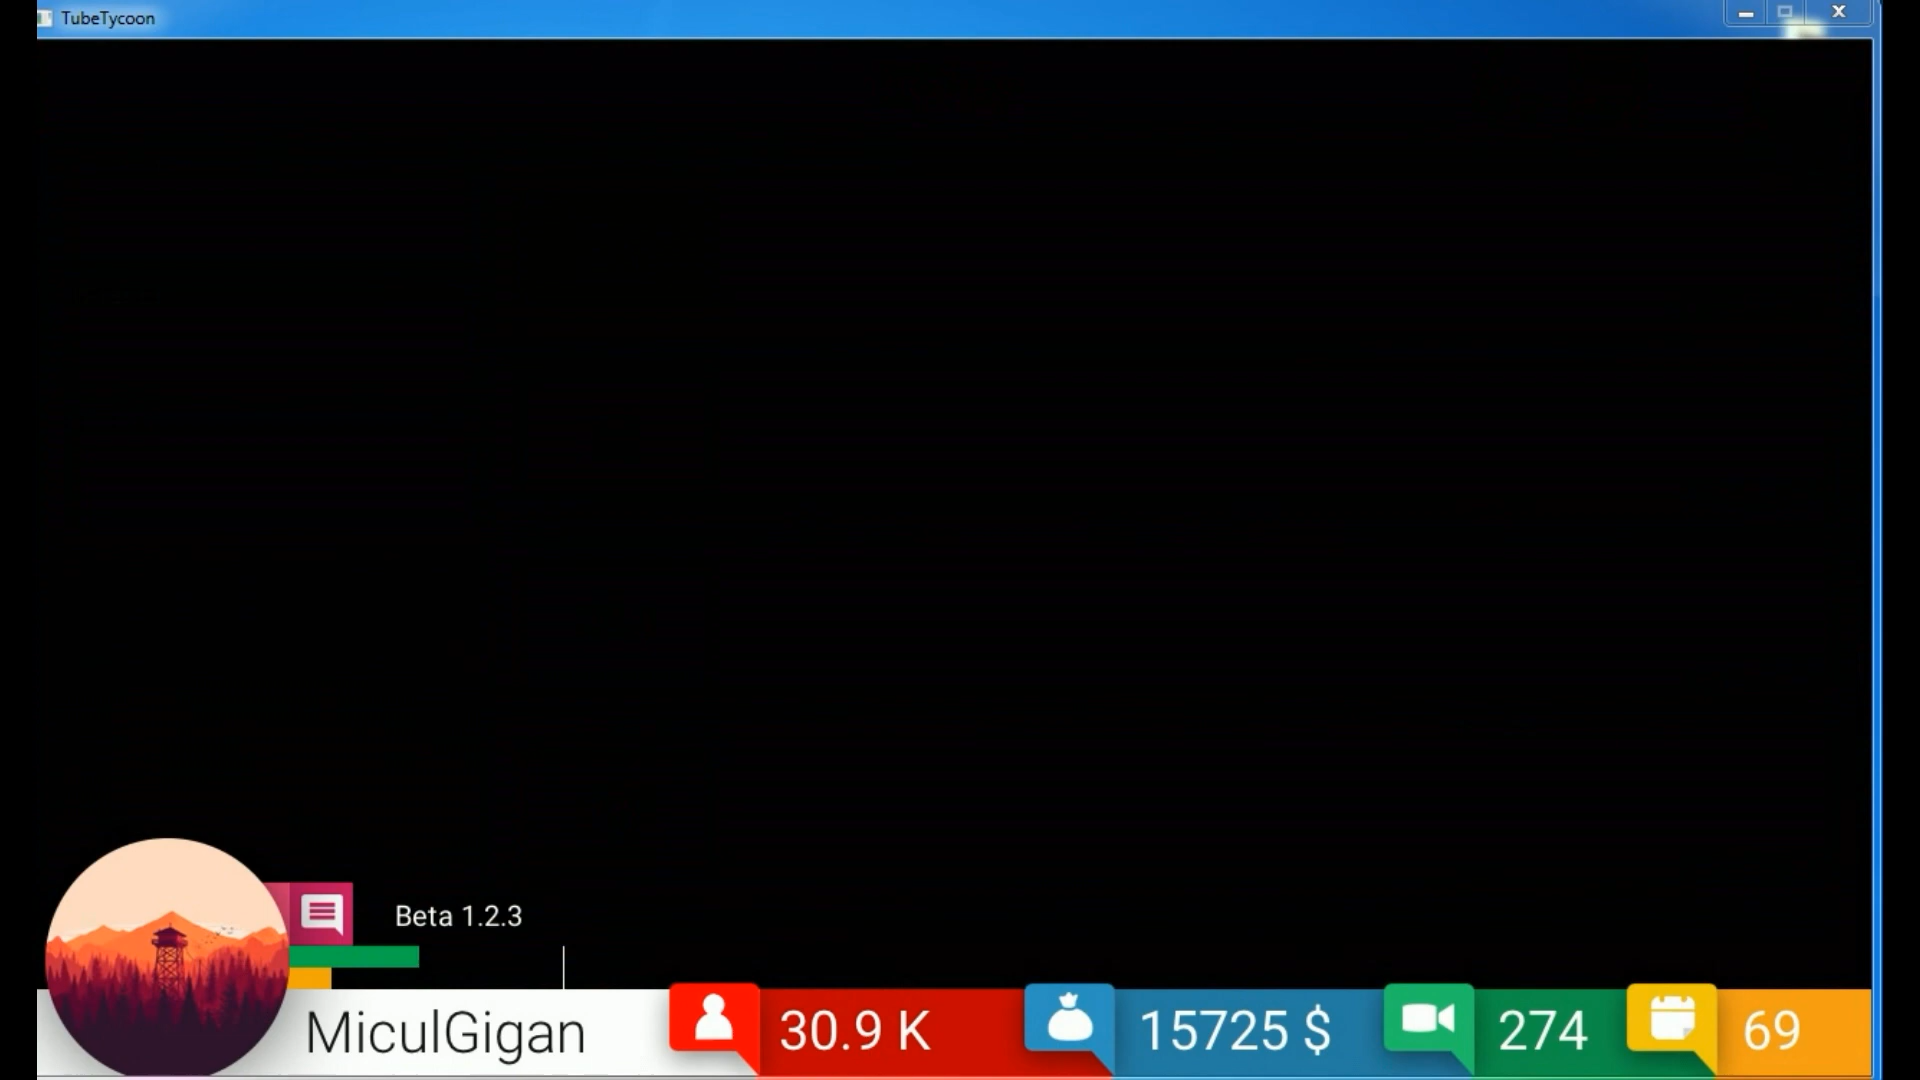 TubeTycoon
Beta 1.2.3
MiculGigan
30.9 K
15725 $
274
69